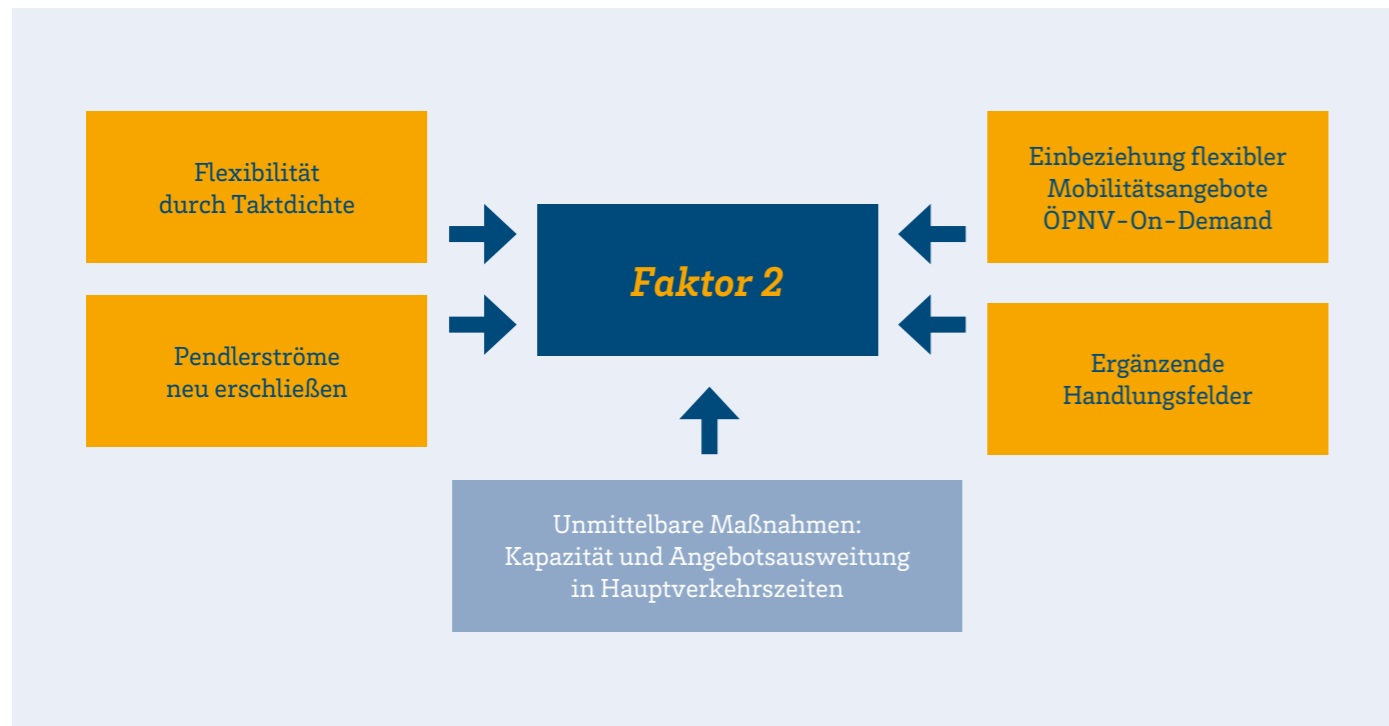 Flexibilität
durch Taktdichte
Pendlerströme
neu erschließen
Faktor 2
Einbeziehung flexibler
Mobilitätsangebote
ÖPNV-On-Demand
Ergänzende
Handlungsfelder
Unmittelbare Maßnahmen:
Kapazität und Angebotsausweitung
in Hauptverkehrszeiten